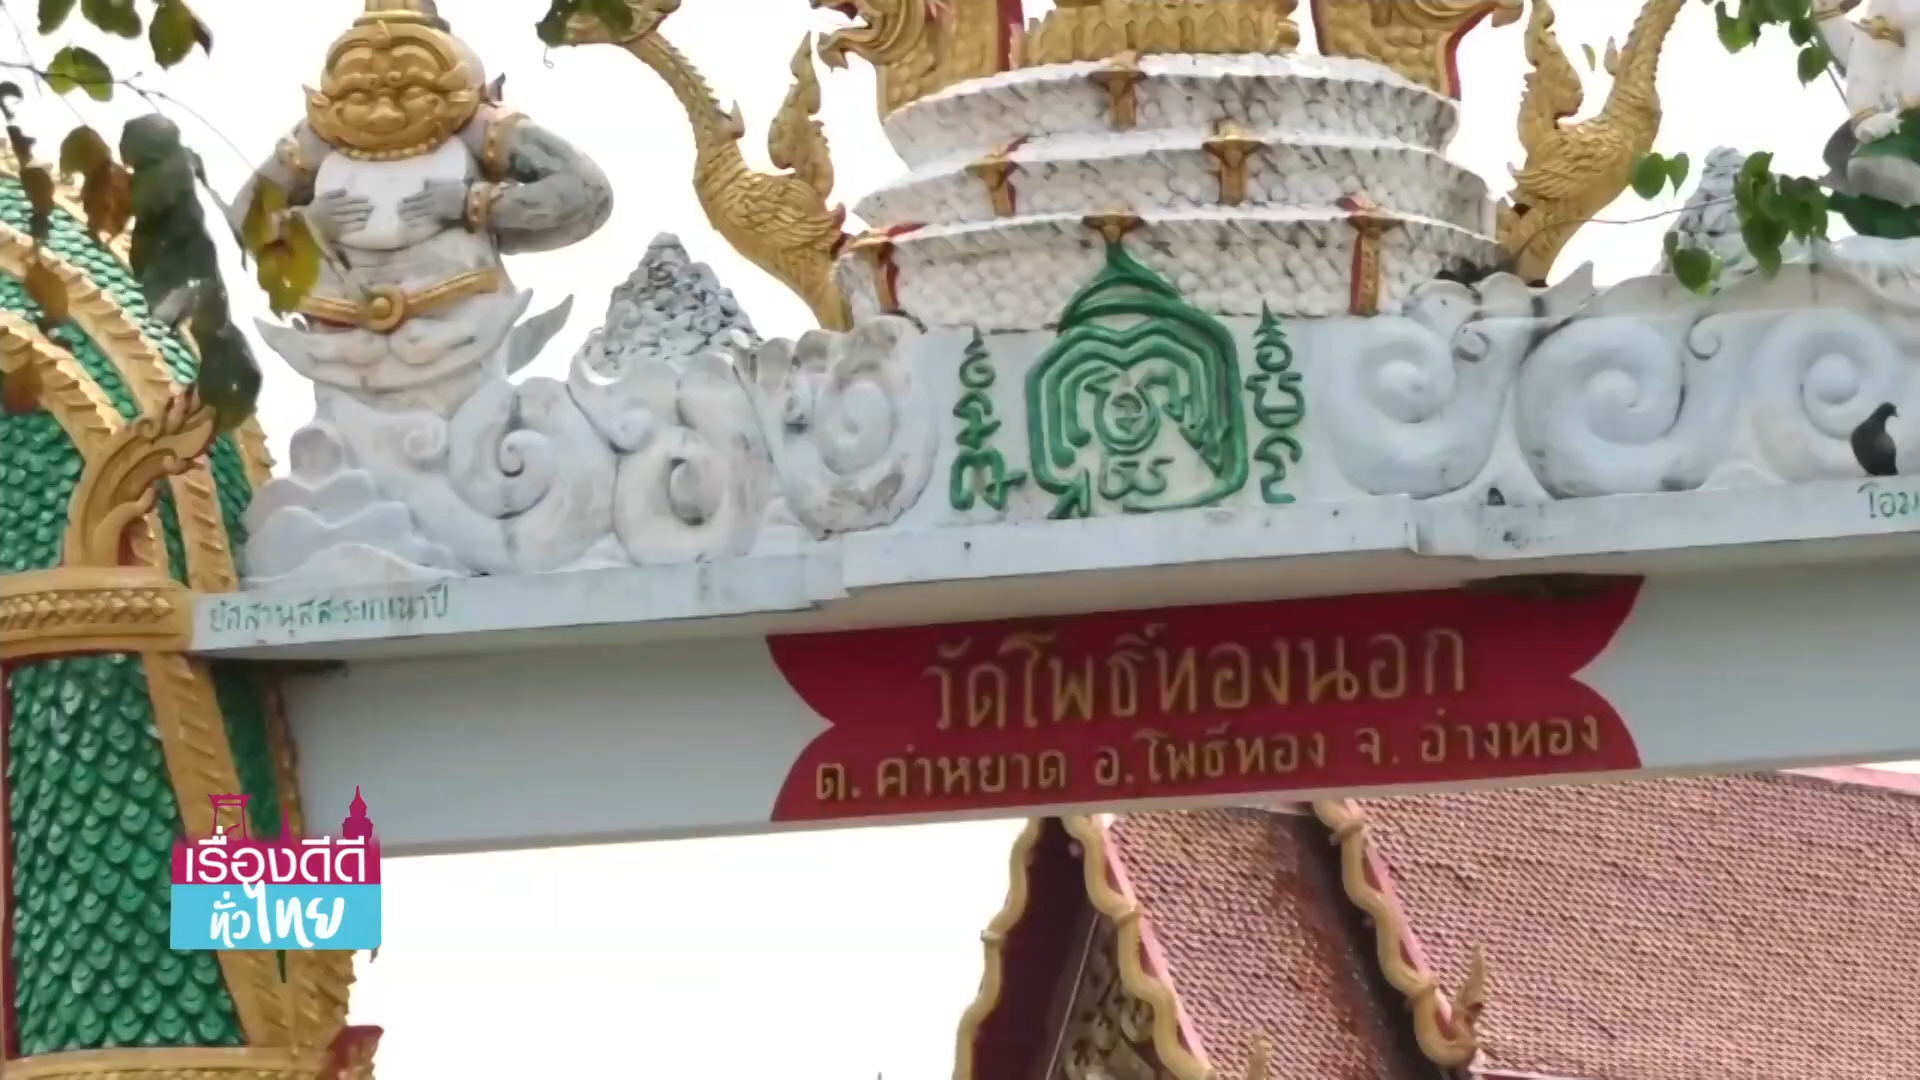 ยัสสานุสสะระเณนาปิ
วัดโพธิ์ทองนอก
ต. คำหยาด อ.โพธิ์ทอง จ. อ่างทอง
เรื่องดีดี
ทั่วไทย